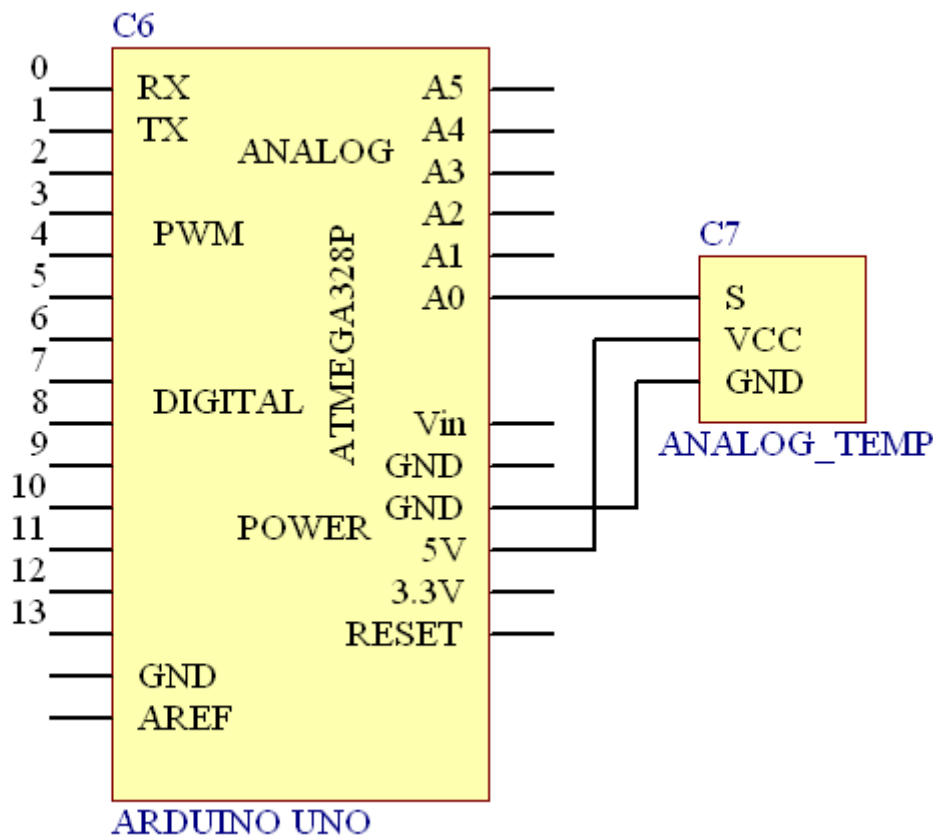 C6
0
1
2
3
4
5
6
7
8
9
10
11
12
13
RX
TX
PWM
DIGITAL
GND
AREF
ANALOG
ATMEGA328P
POWER
A5
A4
A3
A2
A1
A0
Vin
GND
GND
5V
3.3V
RESET
ARDUINO UNO
C7
S
VCC
GND
ANALOG_TEMP